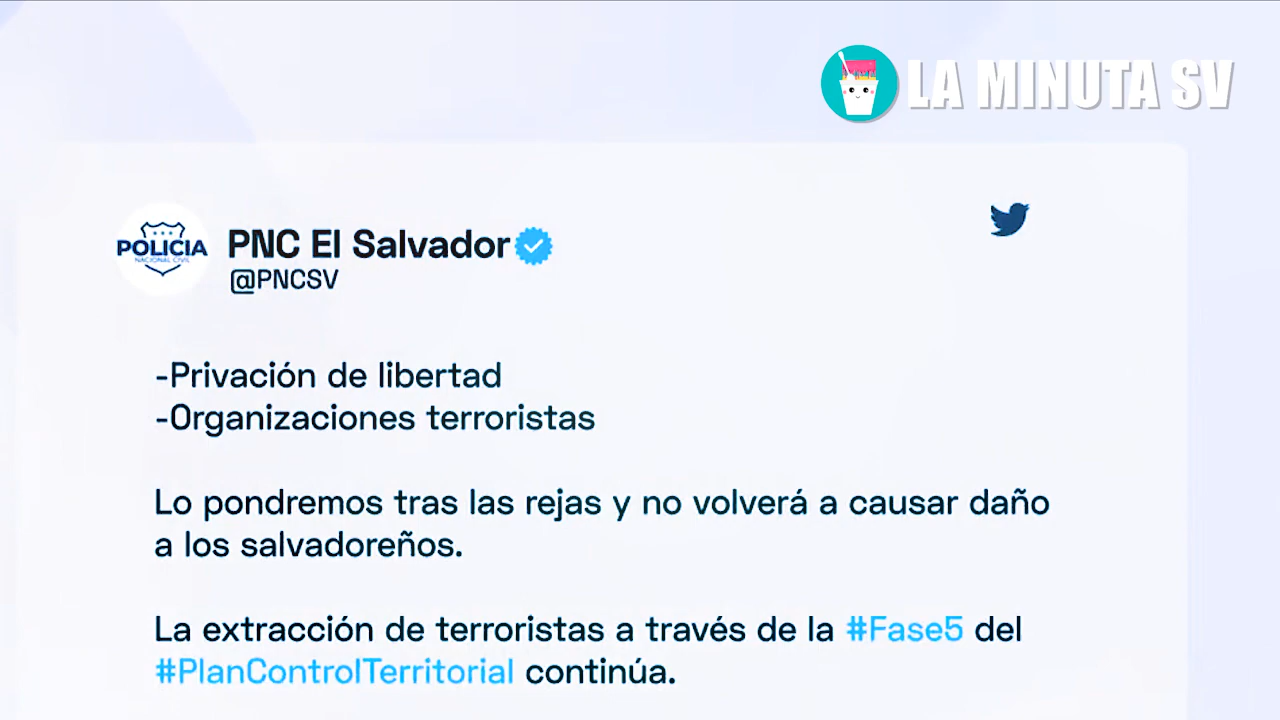 LA MINUTA SV
POLICIA
NACIONAL CIVIL
PNC El Salvador
@PNCSV
-Privación de libertad
-Organizaciones terroristas
Lo pondremos tras las rejas y no volverá a causar daño
a los salvadoreños.
La extracción de terroristas a través de la #Fase5 del
#PlanControlTerritorial continúa.